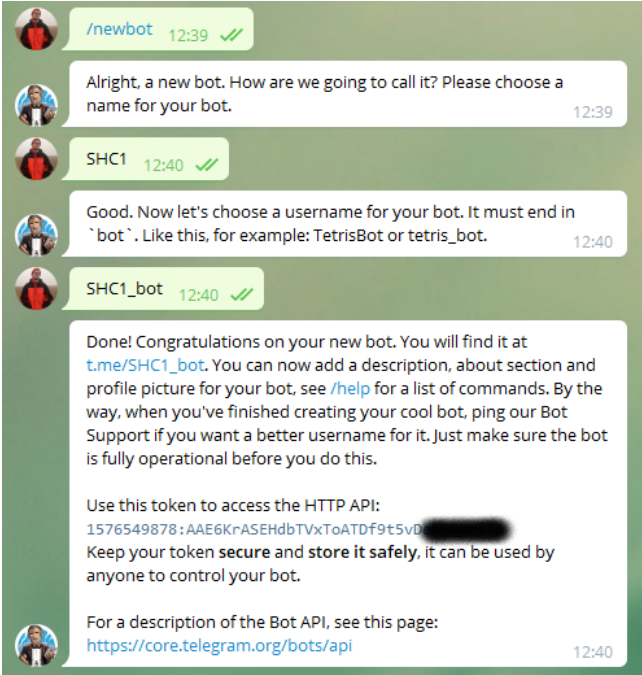 /newbot 12:39
Alright, a new bot. How are we going to call it? Please choose a
name for your bot.
12:39
SHC1 12:40
Good. Now let's choose a username for your bot. It must end in
`bot`. Like this, for example: TetrisBot or tetris_bot.
12:40
SHC1_bot 12:40
Done! Congratulations on your new bot. You will find it at
t.me/SHC1_bot. You can now add a description, about section and
profile picture for your bot, see /help for a list of commands. By the
way, when you've finished creating your cool bot, ping our Bot
Support if you want a better username for it. Just make sure the bot
is fully operational before you do this.
Use this token to access the HTTP API:
1576549878:AAE6KrASEHdbTVxToATDf9t5vD
Keep your token secure and store it safely, it can be used by
anyone to control your bot.
For a description of the Bot API, see this page:
https://core.telegram.org/bots/api
12:40